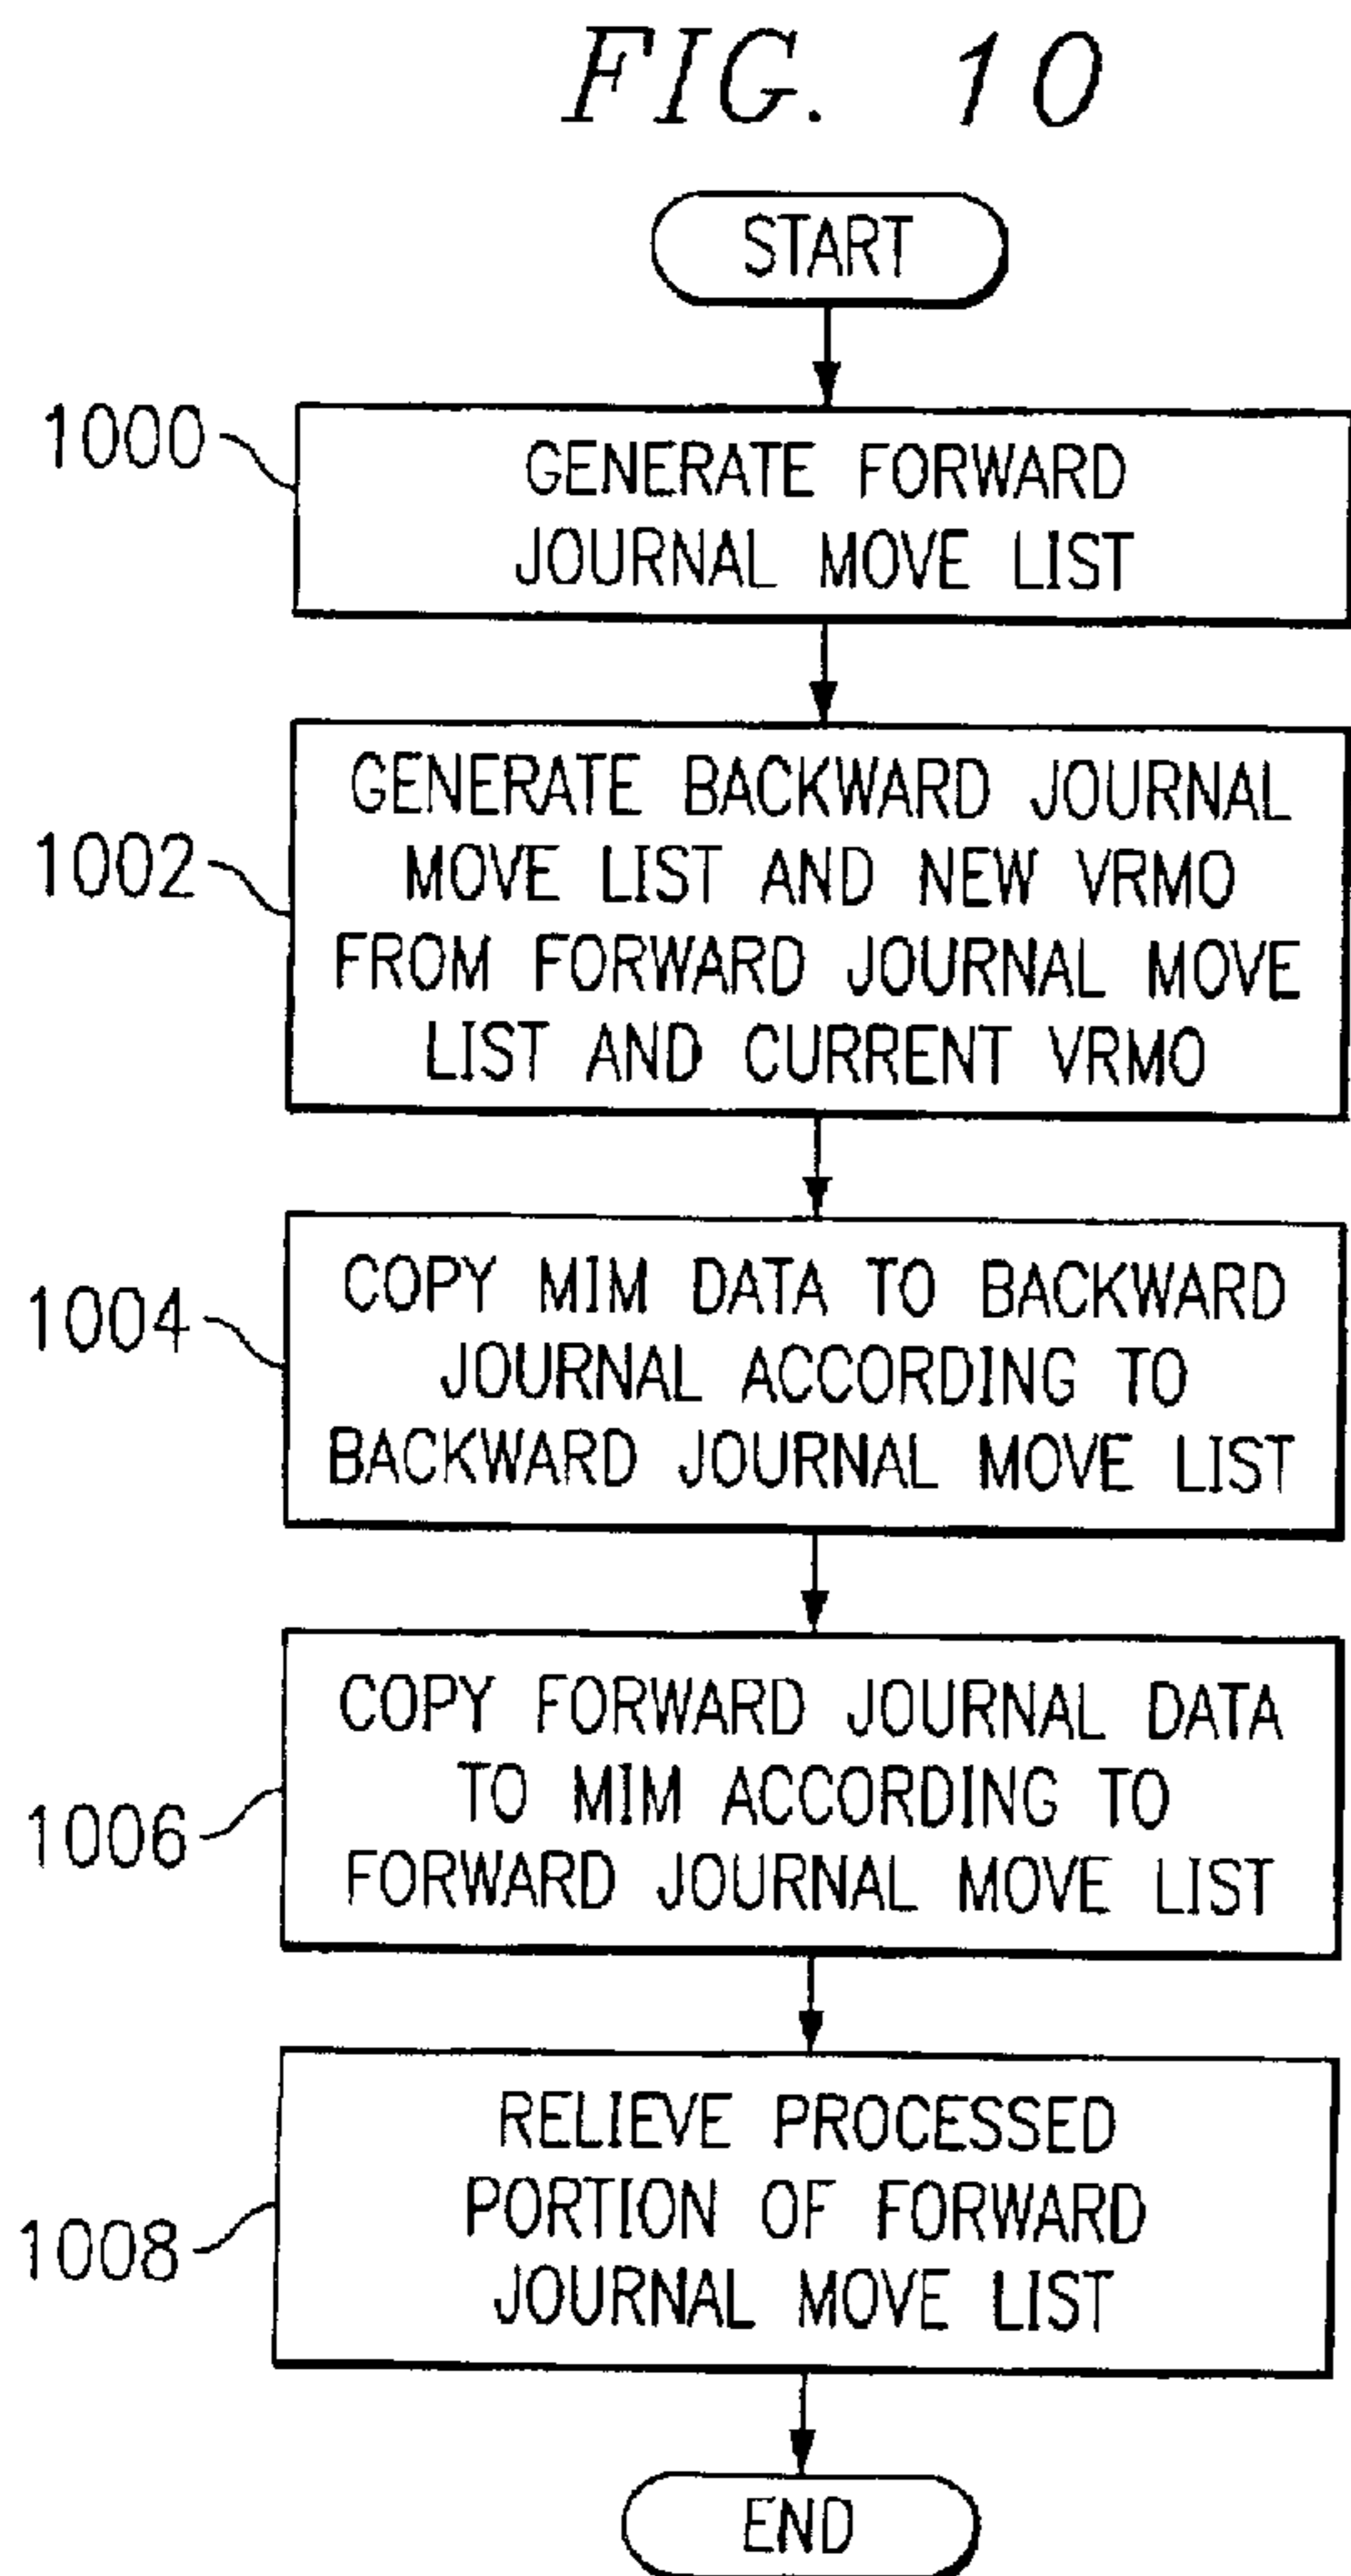 FIG. 10
START
1000
GENERATE FORWARD
JOURNAL MOVE LIST
1002
GENERATE BACKWARD JOURNAL
MOVE LIST AND NEW VRMO
FROM FORWARD JOURNAL MOVE
LIST AND CURRENT VRMO
1004
COPY MIM DATA TO BACKWARD
JOURNAL ACCORDING TO
BACKWARD JOURNAL MOVE LIST
1006
COPY FORWARD JOURNAL DATA
TO MIM ACCORDING TO
FORWARD JOURNAL MOVE LIST
1008
RELIEVE PROCESSED
PORTION OF FORWARD
JOURNAL MOVE LIST
END